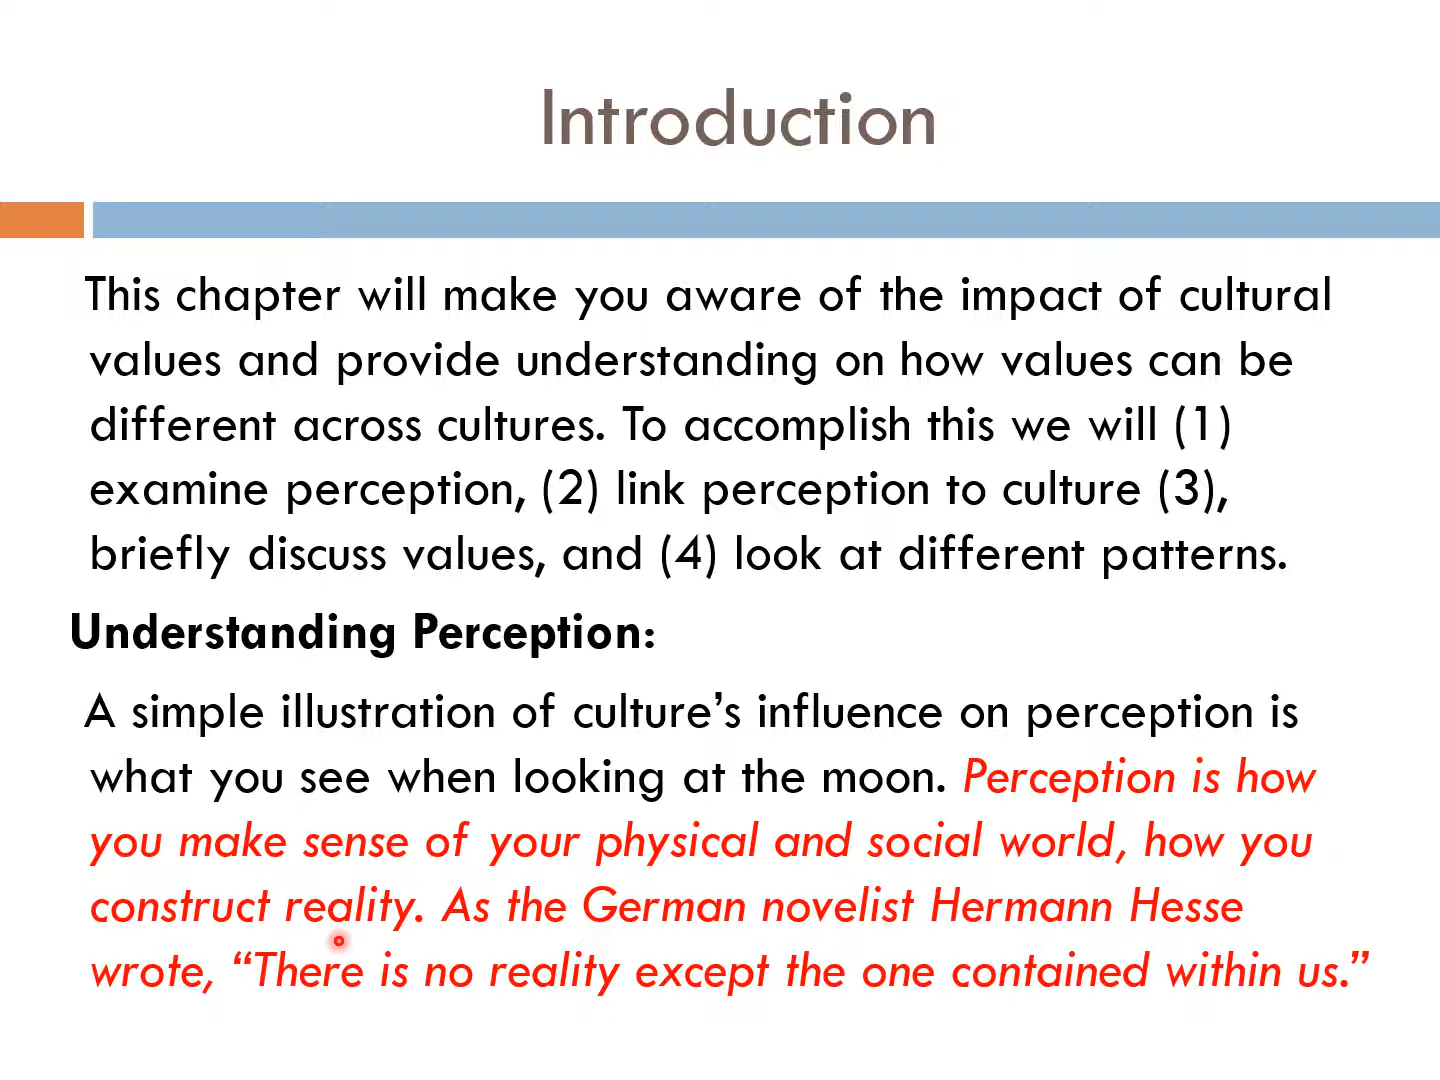 Introduction
This chapter will make you aware of the impact of cultural
values and provide understanding on how values can be
different across cultures. To accomplish this we will (1)
examine perception, (2) link perception to culture (3),
briefly discuss values, and (4) look at different patterns.
Understanding Perception:
A simple illustration of culture’s influence on perception is
what you see when looking at the moon. Perception is how
you make sense of your physical and social world, how you
construct reality. As the German novelist Hermann Hesse
wrote, “There is no reality except the one contained within us.”